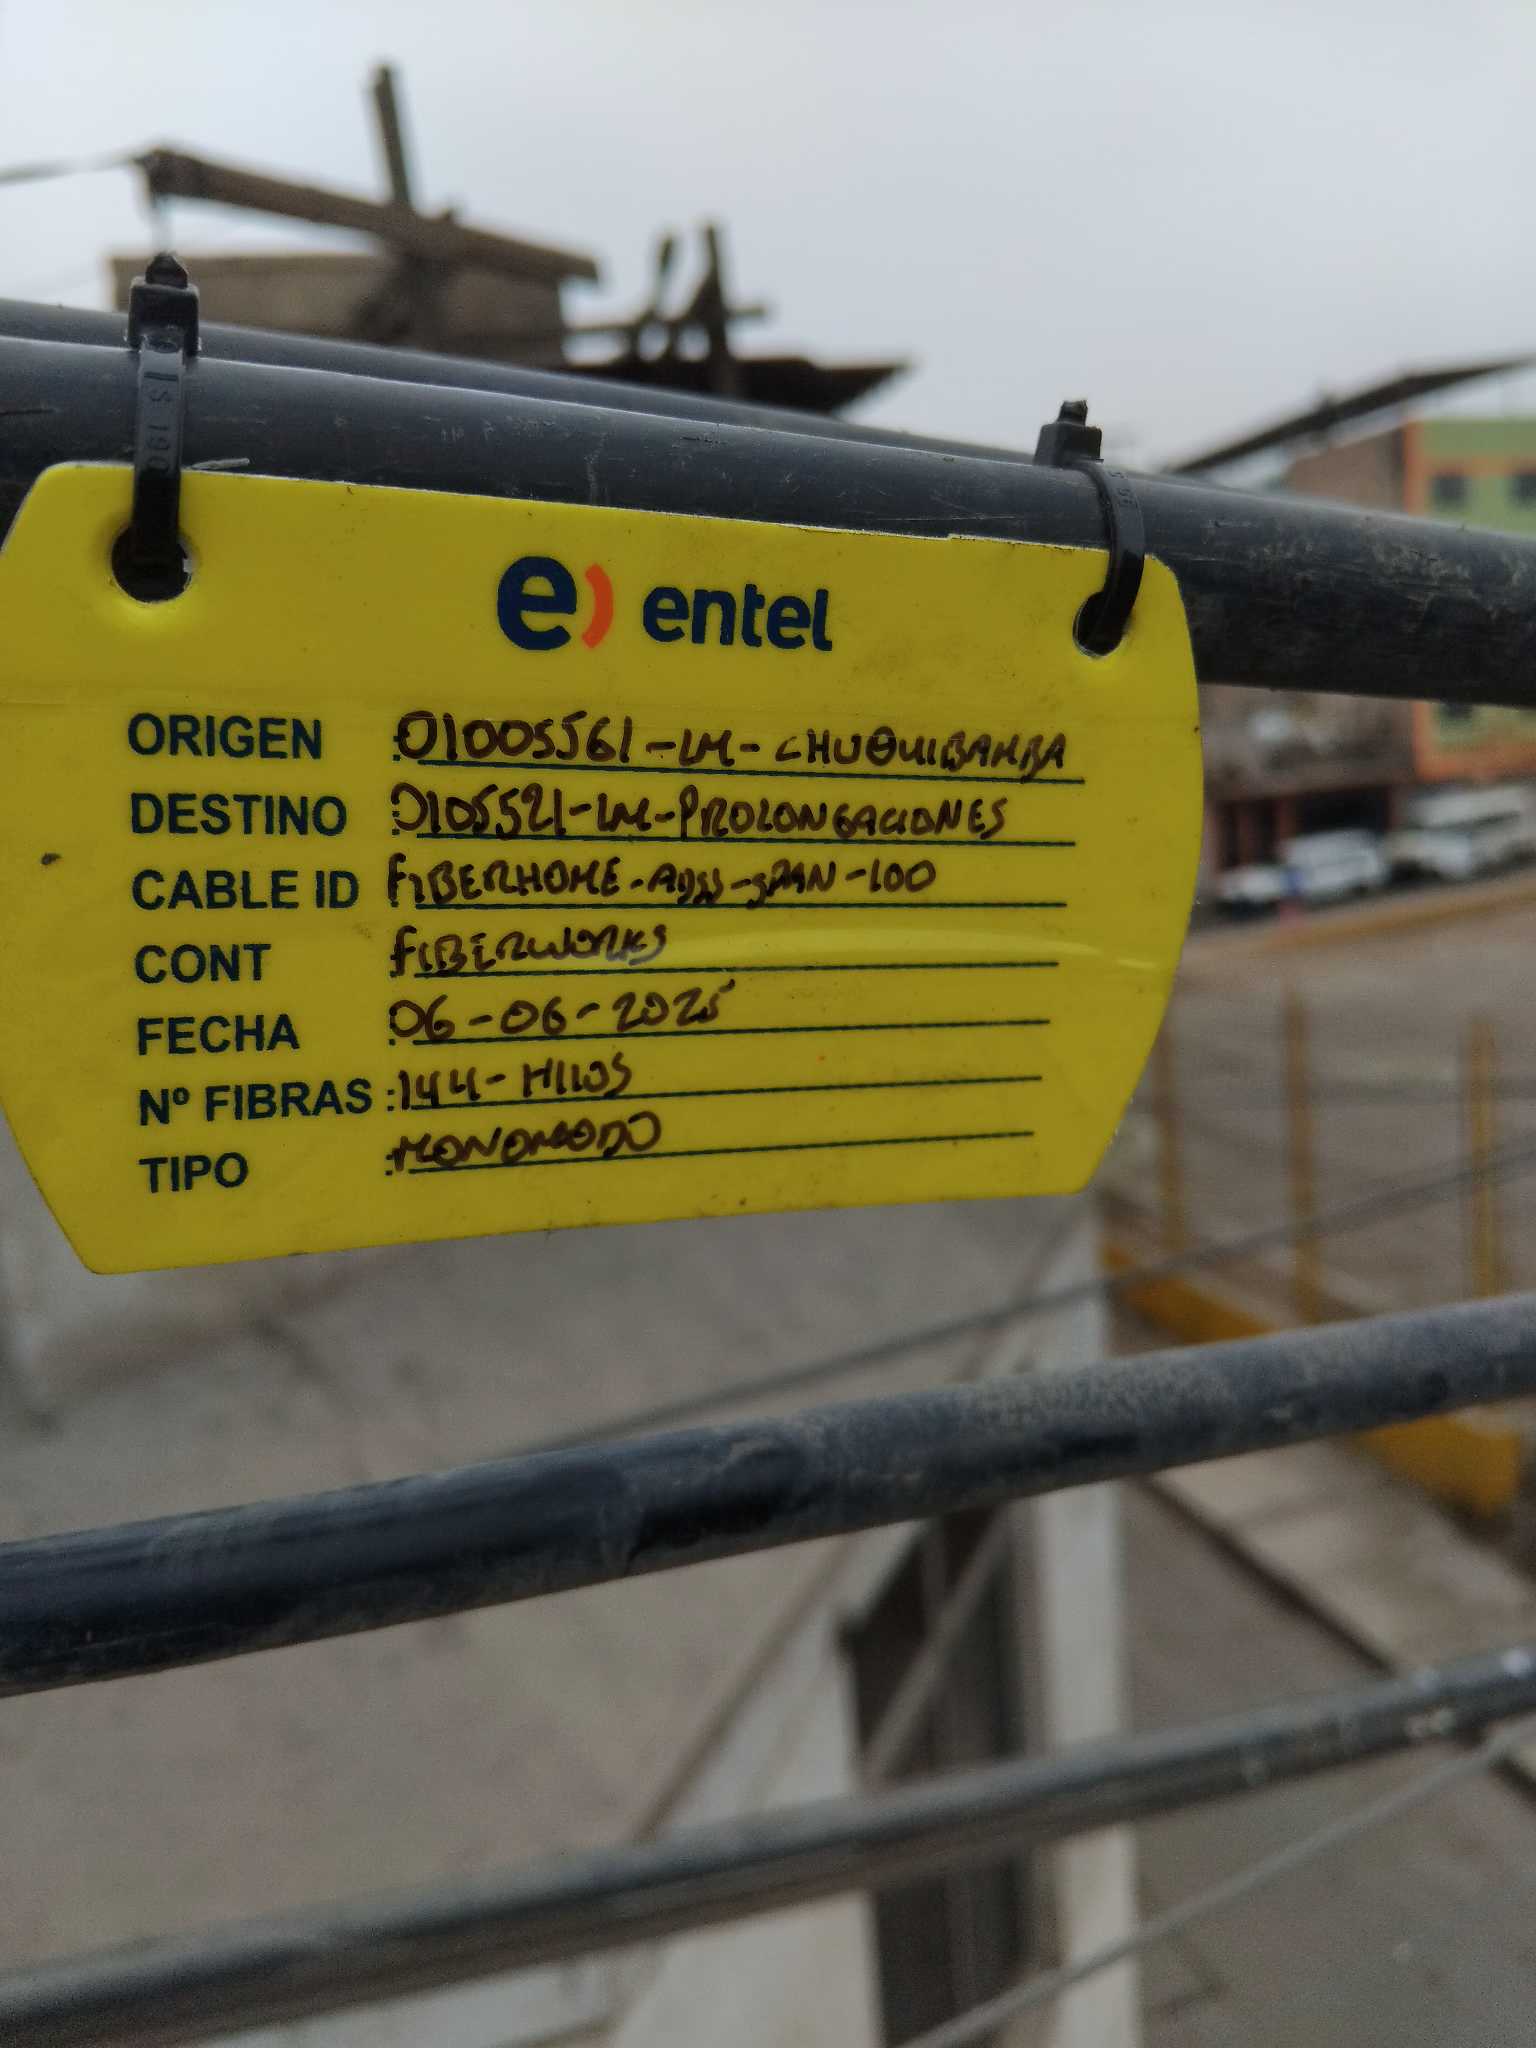 e) entel
ORIGEN : 01005561-LM-CHUQUIBAMBA
DESTINO : 0105521-LM-PROLONGACIONES
CABLE ID : FIBERHOME-ADSS-SPAN-100
CONT : FIBERWORKS
FECHA : 06-06-2025
Nº FIBRAS : 144-HILOS
TIPO : MONOMODO